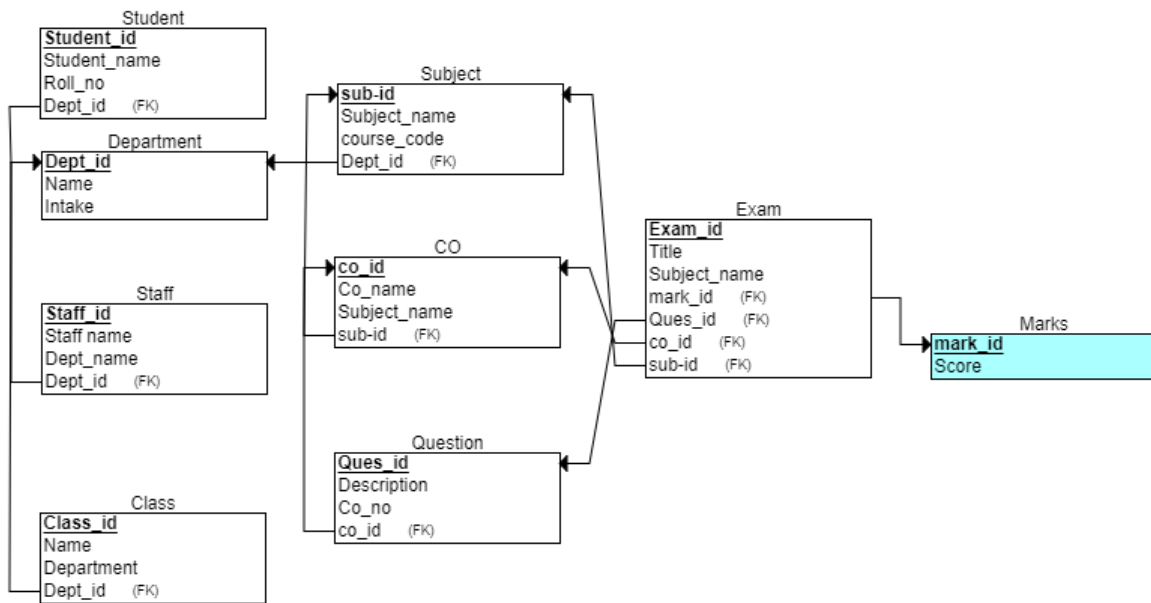 Student
Student_id
Student_name
Roll_no
Dept_id (FK)
Department
Dept_id
Name
Intake
Staff
Staff_id
Staff name
Dept_name
Dept_id (FK)
Class
Class_id
Name
Department
Dept_id (FK)
Subject
sub-id
Subject_name
course_code
Dept_id (FK)
CO
co_id
Co_name
Subject_name
sub-id (FK)
Question
Ques_id
Description
Co_no
co_id (FK)
Exam
Exam_id
Title
Subject_name
mark_id (FK)
Ques_id (FK)
co_id (FK)
sub-id (FK)
Marks
mark_id
Score